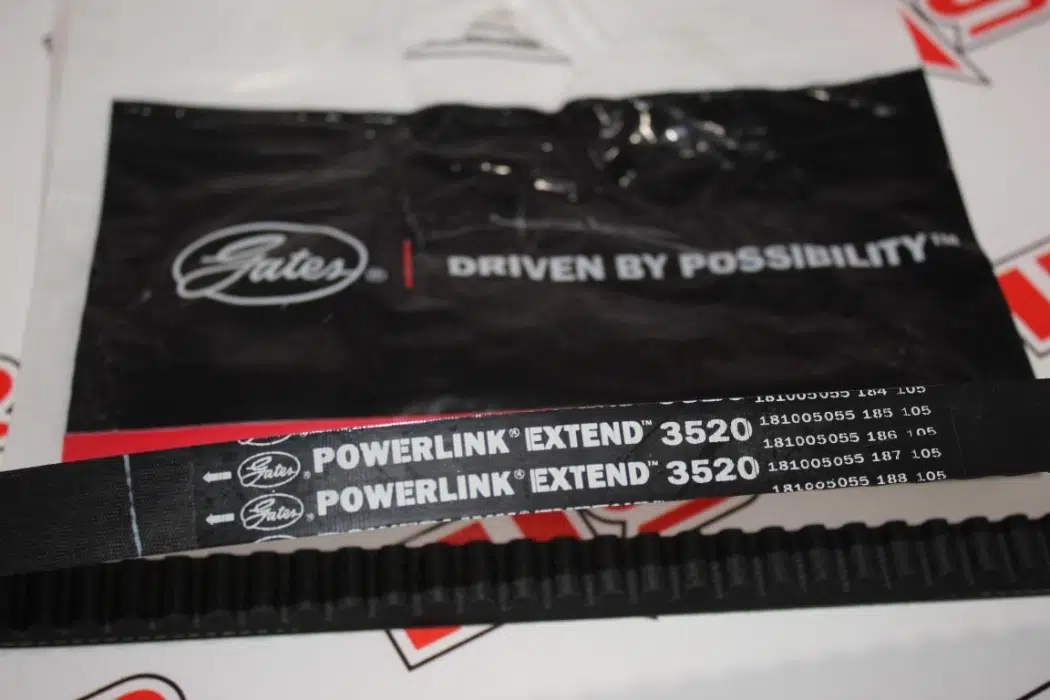 Gates® | DRIVEN BY POSSIBILITY™
181005055 184 105
Gates® POWERLINK® EXTEND™ 3520 181005055 185 105
181005055 186 105
Gates® POWERLINK® EXTEND™ 3520 181005055 187 105
181005055 188 105